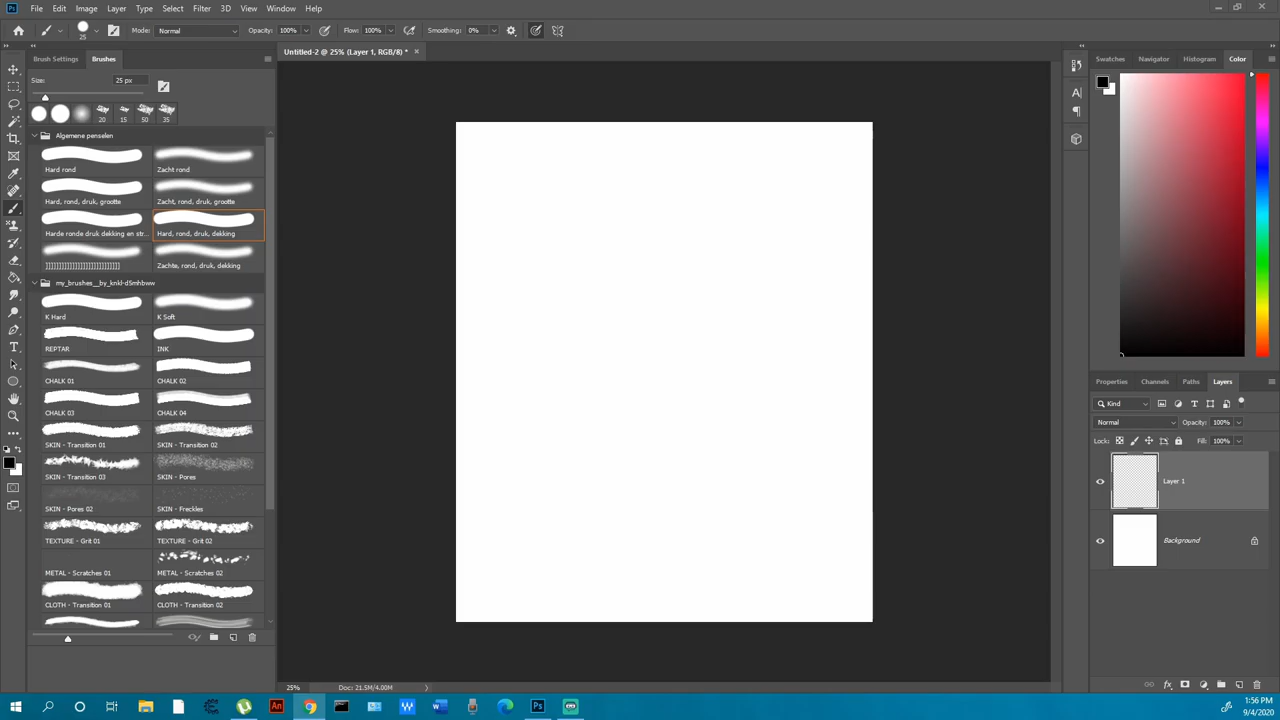 File Edit Image Layer Type Select Filter 3D View Window Help
25 Mode: Normal Opacity: 100% Flow: 100% Smoothing: 0%
Untitled-2 @ 25% (Layer 1, RGB/8) *
Brush Settings Brushes
Size: 25 px
20 15 50 35
Algemene penselen
Hard rond Zacht rond
Hard, rond, druk, grootte Zacht, rond, druk, grootte
Harde ronde druk dekking en str... Hard, rond, druk, dekking
Zachte, rond, druk, dekking
my_brushes__by_knkl-d5mhbww
K Hard K Soft
REPTAR INK
CHALK 01 CHALK 02
CHALK 03 CHALK 04
SKIN - Transition 01 SKIN - Transition 02
SKIN - Transition 03 SKIN - Pores
SKIN - Pores 02 SKIN - Freckles
TEXTURE - Grit 01 TEXTURE - Grit 02
METAL - Scratches 01 METAL - Scratches 02
CLOTH - Transition 01 CLOTH - Transition 02
25% Doc: 21.5M/4.00M
Swatches Navigator Histogram Color
Properties Channels Paths Layers
Kind
Normal Opacity: 100%
Lock: Fill: 100%
Layer 1
Background
1:56 PM
9/4/2020